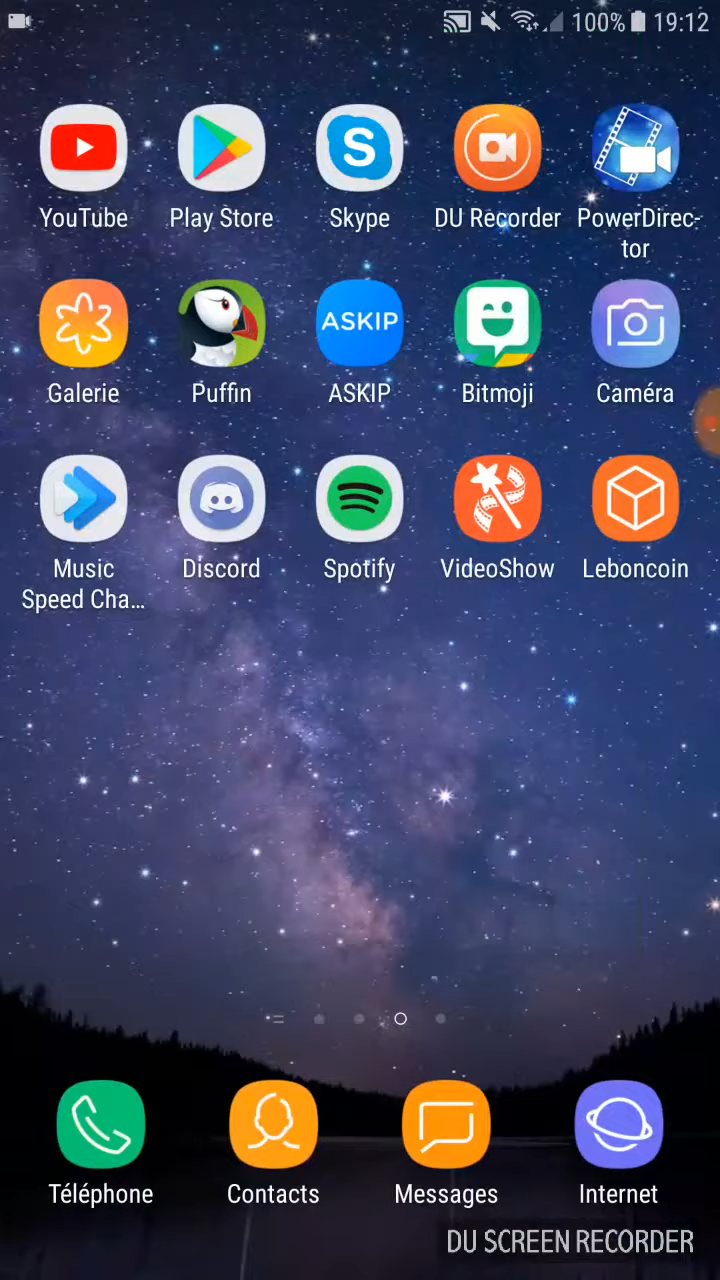 100% 19:12
YouTube Play Store Skype DU Recorder PowerDirec-
tor
ASKIP
Galerie Puffin ASKIP Bitmoji Caméra
Music Discord Spotify VideoShow Leboncoin
Speed Cha...
Téléphone Contacts Messages Internet
DU SCREEN RECORDER